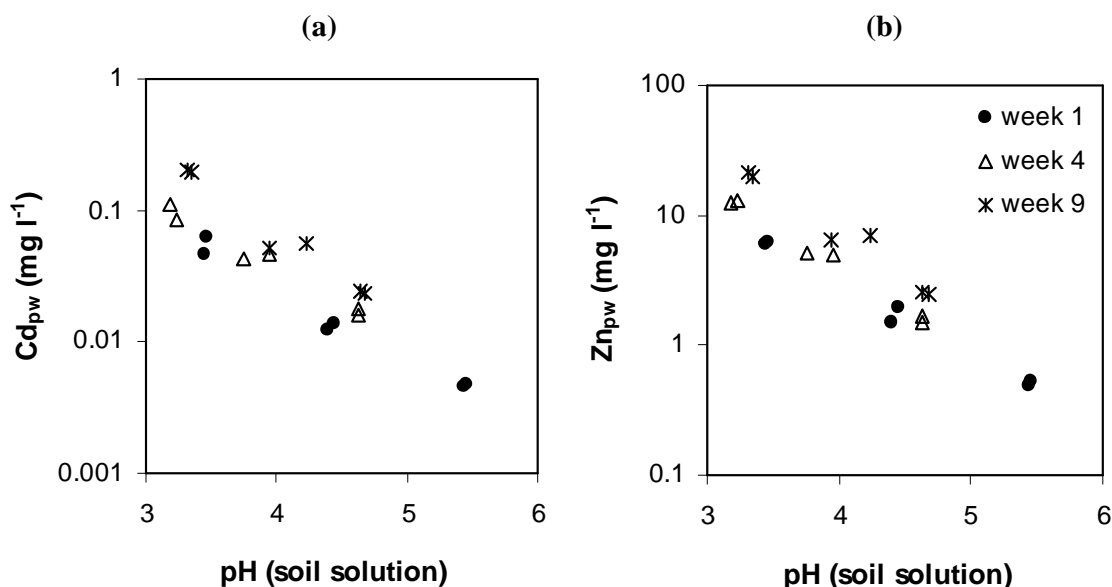 (a)
1
0.1
0.01
0.001
Cd_pw (mg l⁻¹)
3 4 5 6
pH (soil solution)
(b)
100
10
1
0.1
Zn_pw (mg l⁻¹)
week 1
week 4
week 9
3 4 5 6
pH (soil solution)